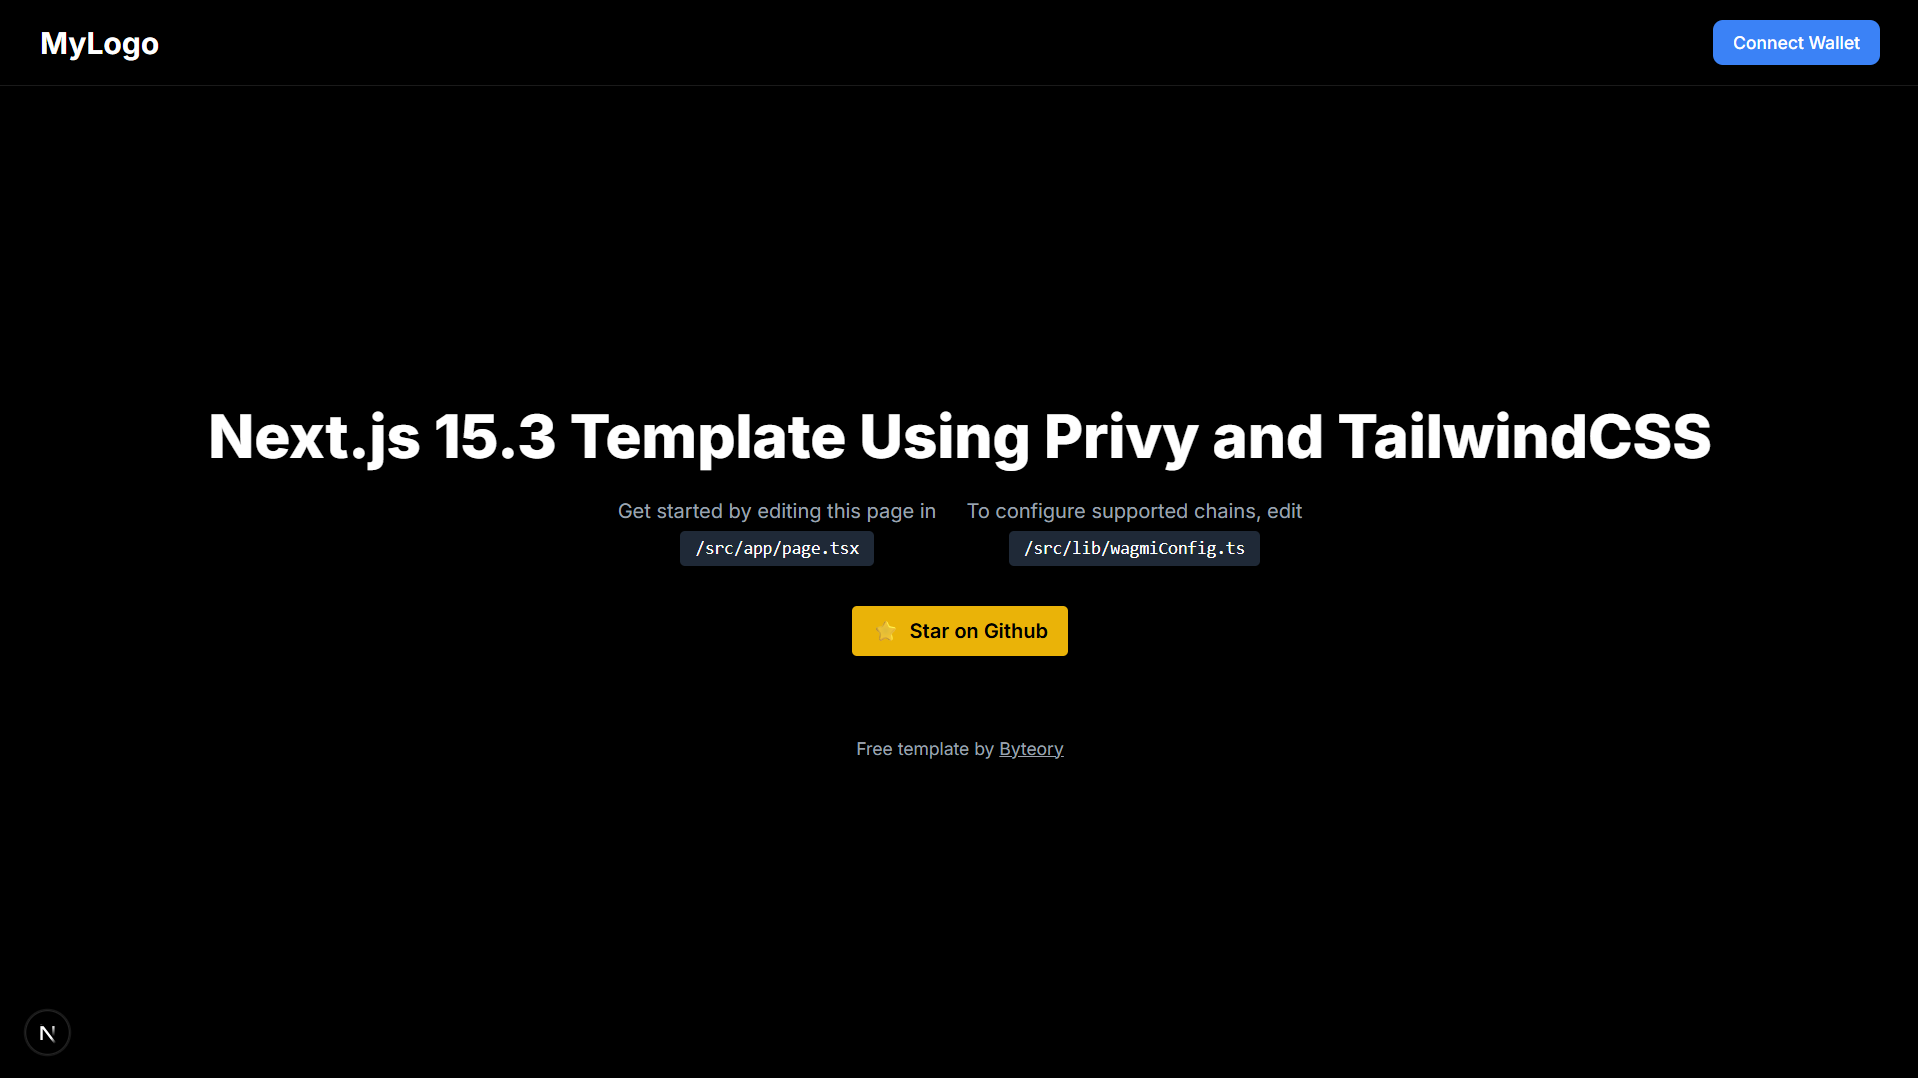 MyLogo
Connect Wallet
Next.js 15.3 Template Using Privy and TailwindCSS
Get started by editing this page in
/src/app/page.tsx
To configure supported chains, edit
/src/lib/wagmiConfig.ts
⭐ Star on Github
Free template by Byteory
N